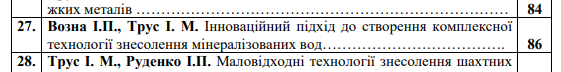 жких металів …………………………………………………………… 84
27. Возна І.П., Трус І. М. Інноваційний підхід до створення комплексної
технології знесолення мінералізованих вод………………………………. 86
28. Трус І. М., Руденко І.П. Маловідходні технології знесолення шахтних